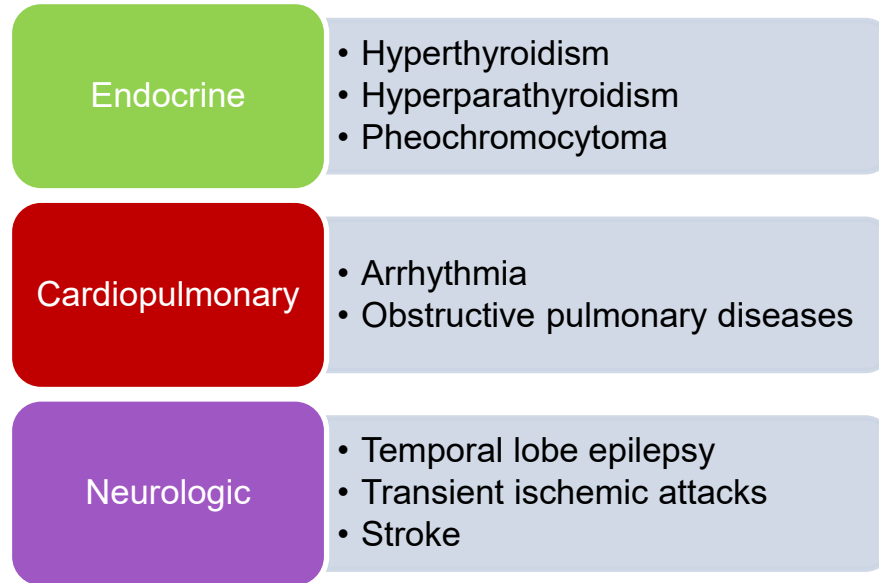 Endocrine
• Hyperthyroidism
• Hyperparathyroidism
• Pheochromocytoma
Cardiopulmonary
• Arrhythmia
• Obstructive pulmonary diseases
Neurologic
• Temporal lobe epilepsy
• Transient ischemic attacks
• Stroke